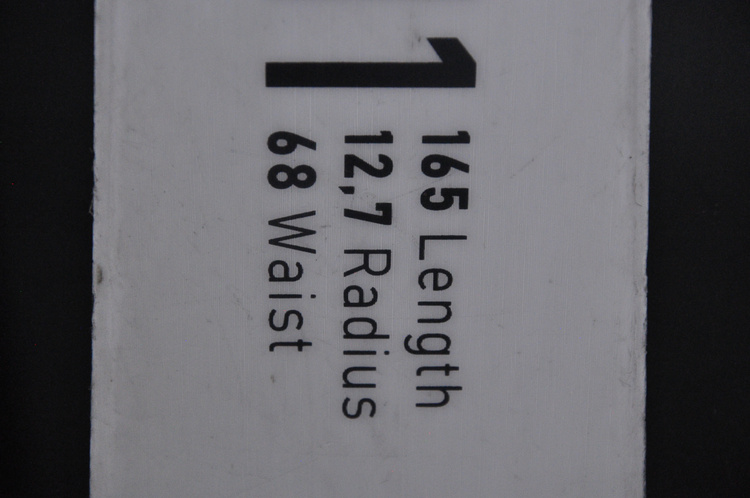 1
165 Length
12,7 Radius
68 Waist